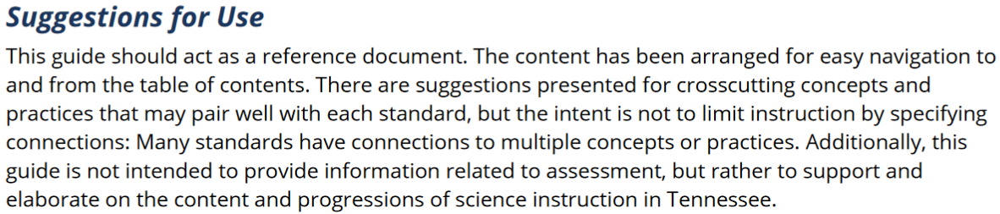 Suggestions for Use
This guide should act as a reference document. The content has been arranged for easy navigation to
and from the table of contents. There are suggestions presented for crosscutting concepts and
practices that may pair well with each standard, but the intent is not to limit instruction by specifying
connections: Many standards have connections to multiple concepts or practices. Additionally, this
guide is not intended to provide information related to assessment, but rather to support and
elaborate on the content and progressions of science instruction in Tennessee.